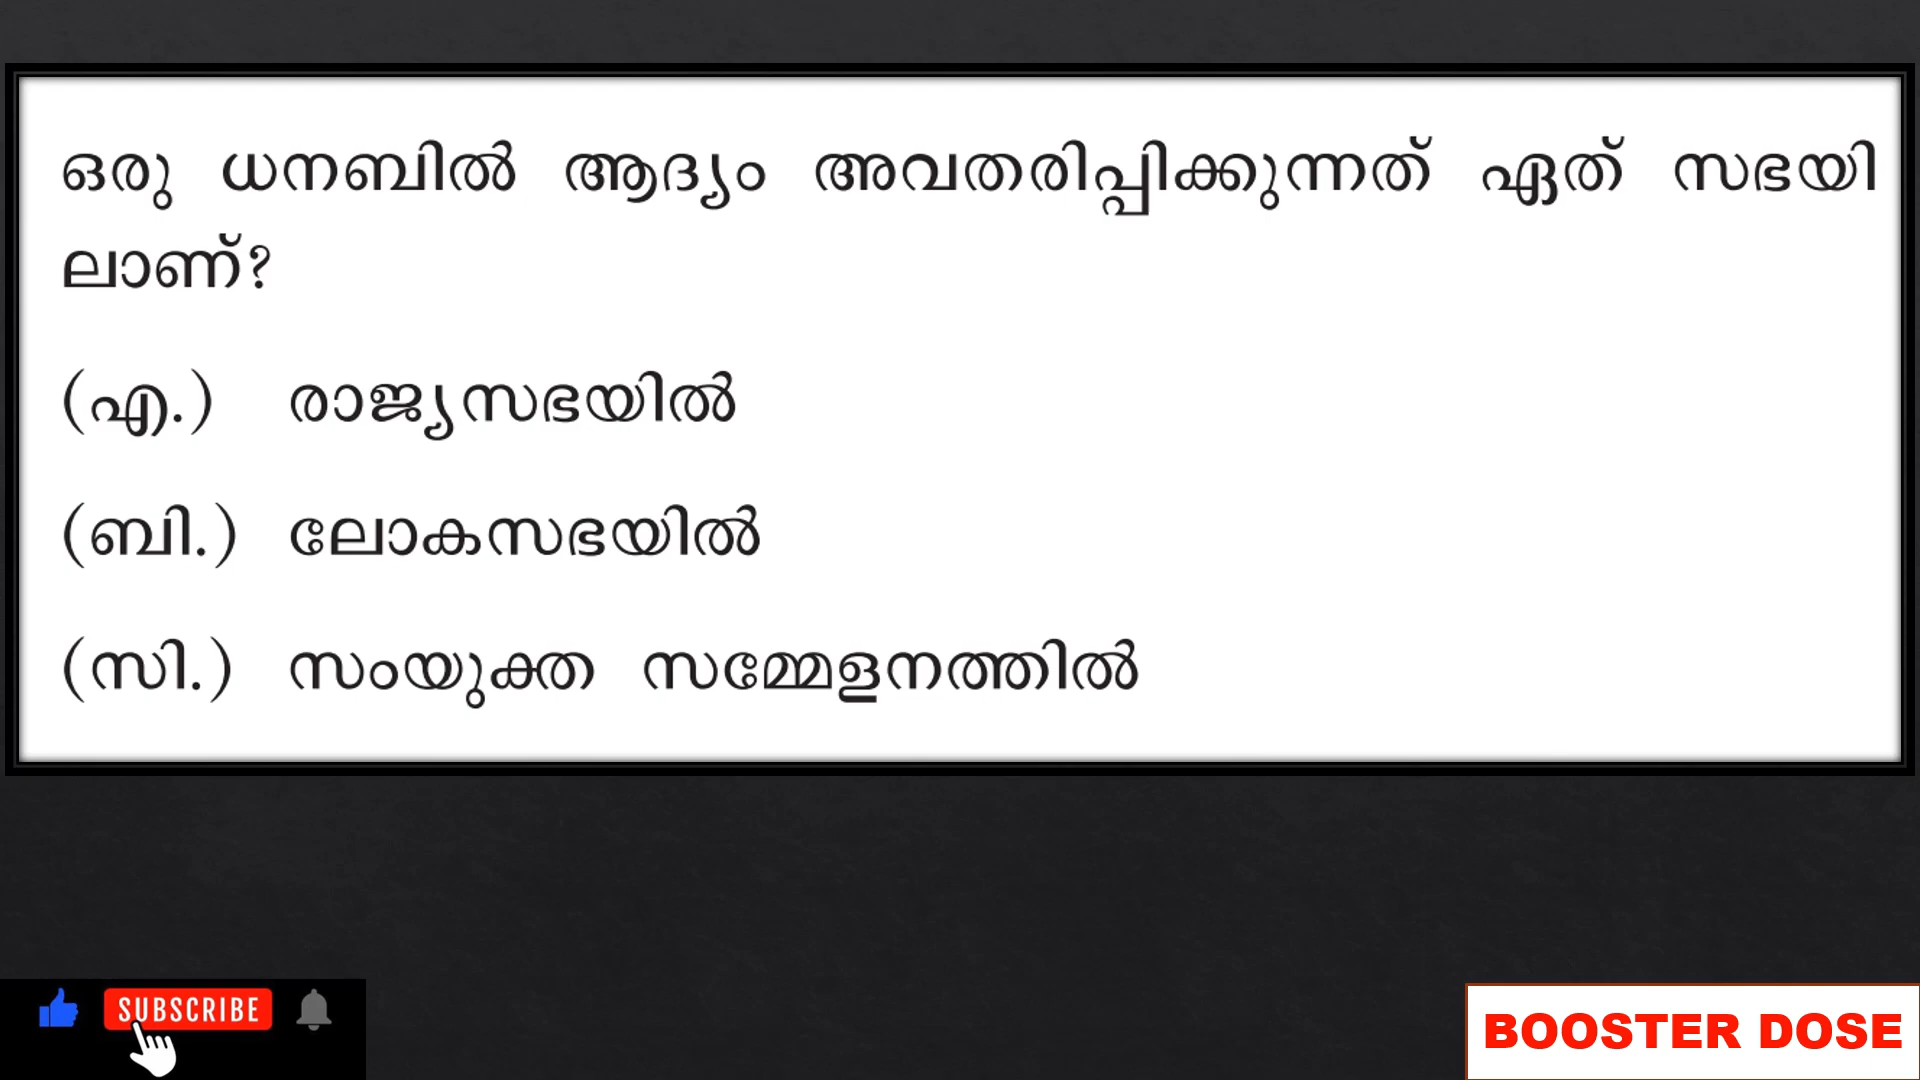 ഒരു ധനബിൽ ആദ്യം അവതരിപ്പിക്കുന്നത് ഏത് സഭയി
ലാണ്?
(എ.) രാജ്യസഭയിൽ
(ബി.) ലോകസഭയിൽ
(സി.) സംയുക്ത സമ്മേളനത്തിൽ
SUBSCRIBE
BOOSTER DOSE